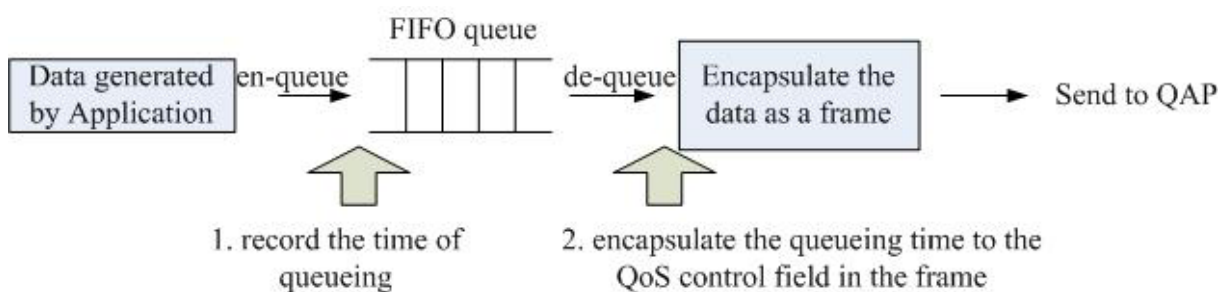 FIFO queue
Data generated
by Application
en-queue
de-queue
Encapsulate the
data as a frame
Send to QAP
1. record the time of
queueing
2. encapsulate the queueing time to the
QoS control field in the frame